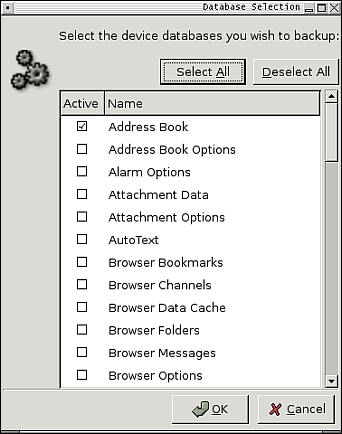 Database Selection
Select the device databases you wish to backup:
Select All Deselect All
Active Name
Address Book
Address Book Options
Alarm Options
Attachment Data
Attachment Options
AutoText
Browser Bookmarks
Browser Channels
Browser Data Cache
Browser Folders
Browser Messages
Browser Options
OK Cancel